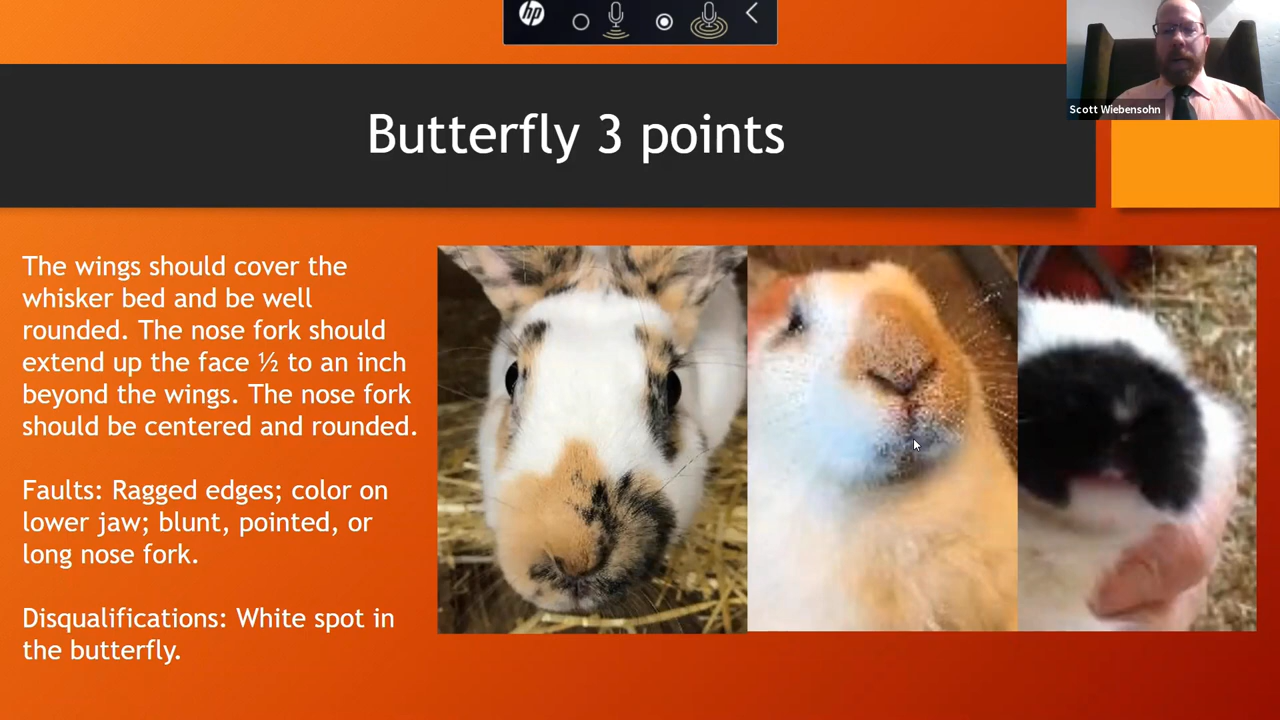 hp
Scott Wiebensohn
Butterfly 3 points
The wings should cover the
whisker bed and be well
rounded. The nose fork should
extend up the face ½ to an inch
beyond the wings. The nose fork
should be centered and rounded.
Faults: Ragged edges; color on
lower jaw; blunt, pointed, or
long nose fork.
Disqualifications: White spot in
the butterfly.